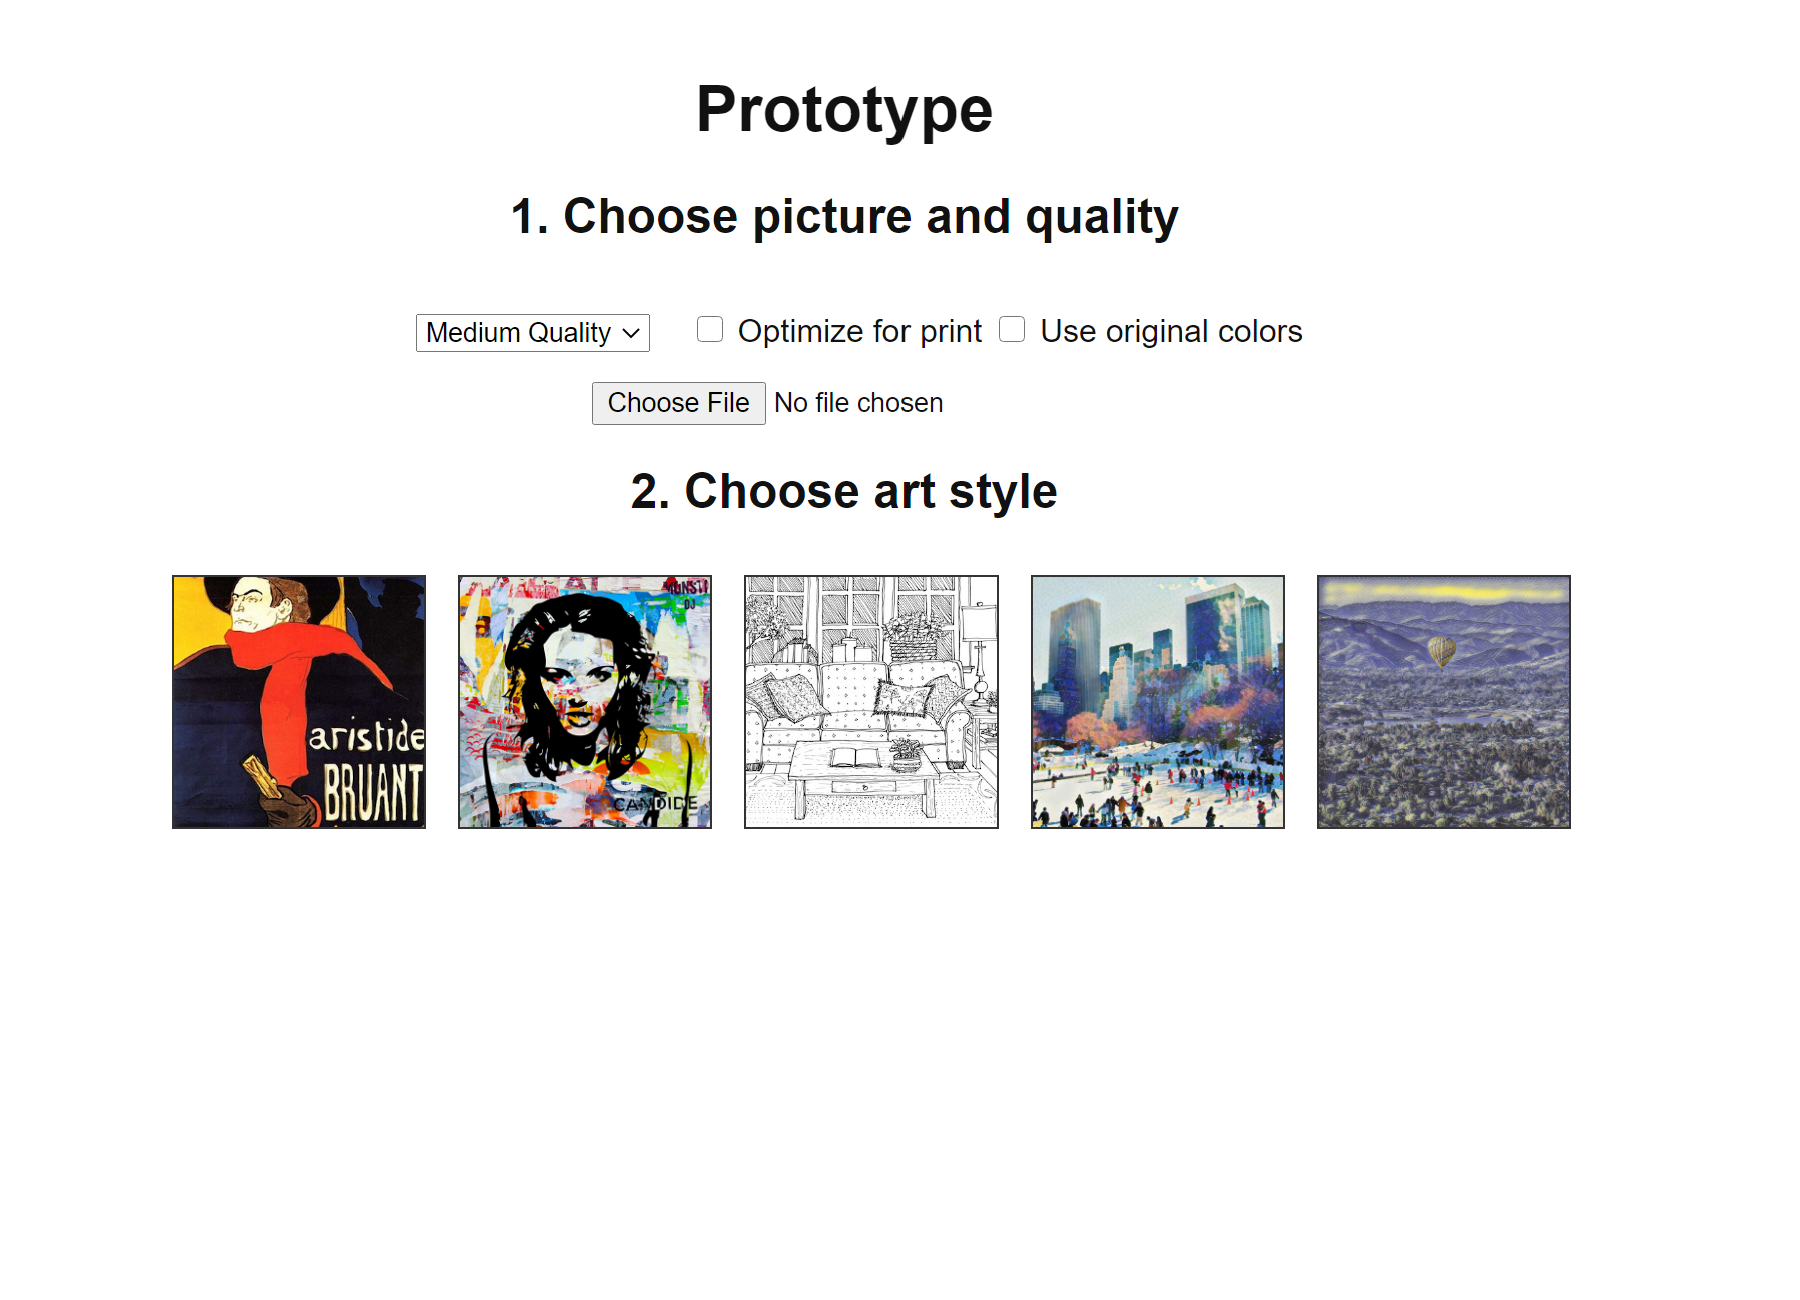 Prototype
1. Choose picture and quality
Medium Quality
Optimize for print
Use original colors
Choose File No file chosen
2. Choose art style
aristide
BRUANT
DJ
CANDIDE